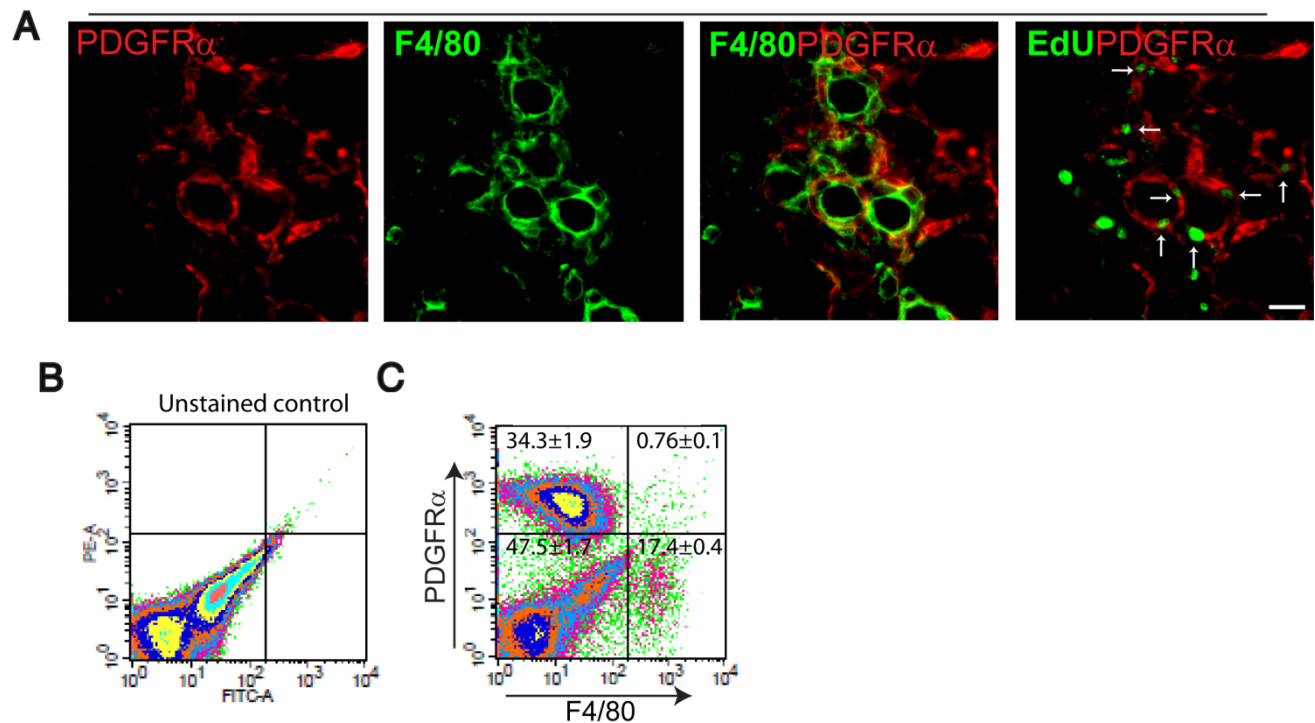 A
PDGFRα
F4/80
F4/80PDGFRα
EdUPDGFRα
B
Unstained control
10⁴
10³
10²
10¹
10⁰
PE-A
10⁰ 10¹ 10² 10³ 10⁴
FITC-A
C
34.3±1.9 0.76±0.1
47.5±1.7 17.4±0.4
10⁴
10³
10²
10¹
10⁰
PDGFRα
10⁰ 10¹ 10² 10³ 10⁴
F4/80